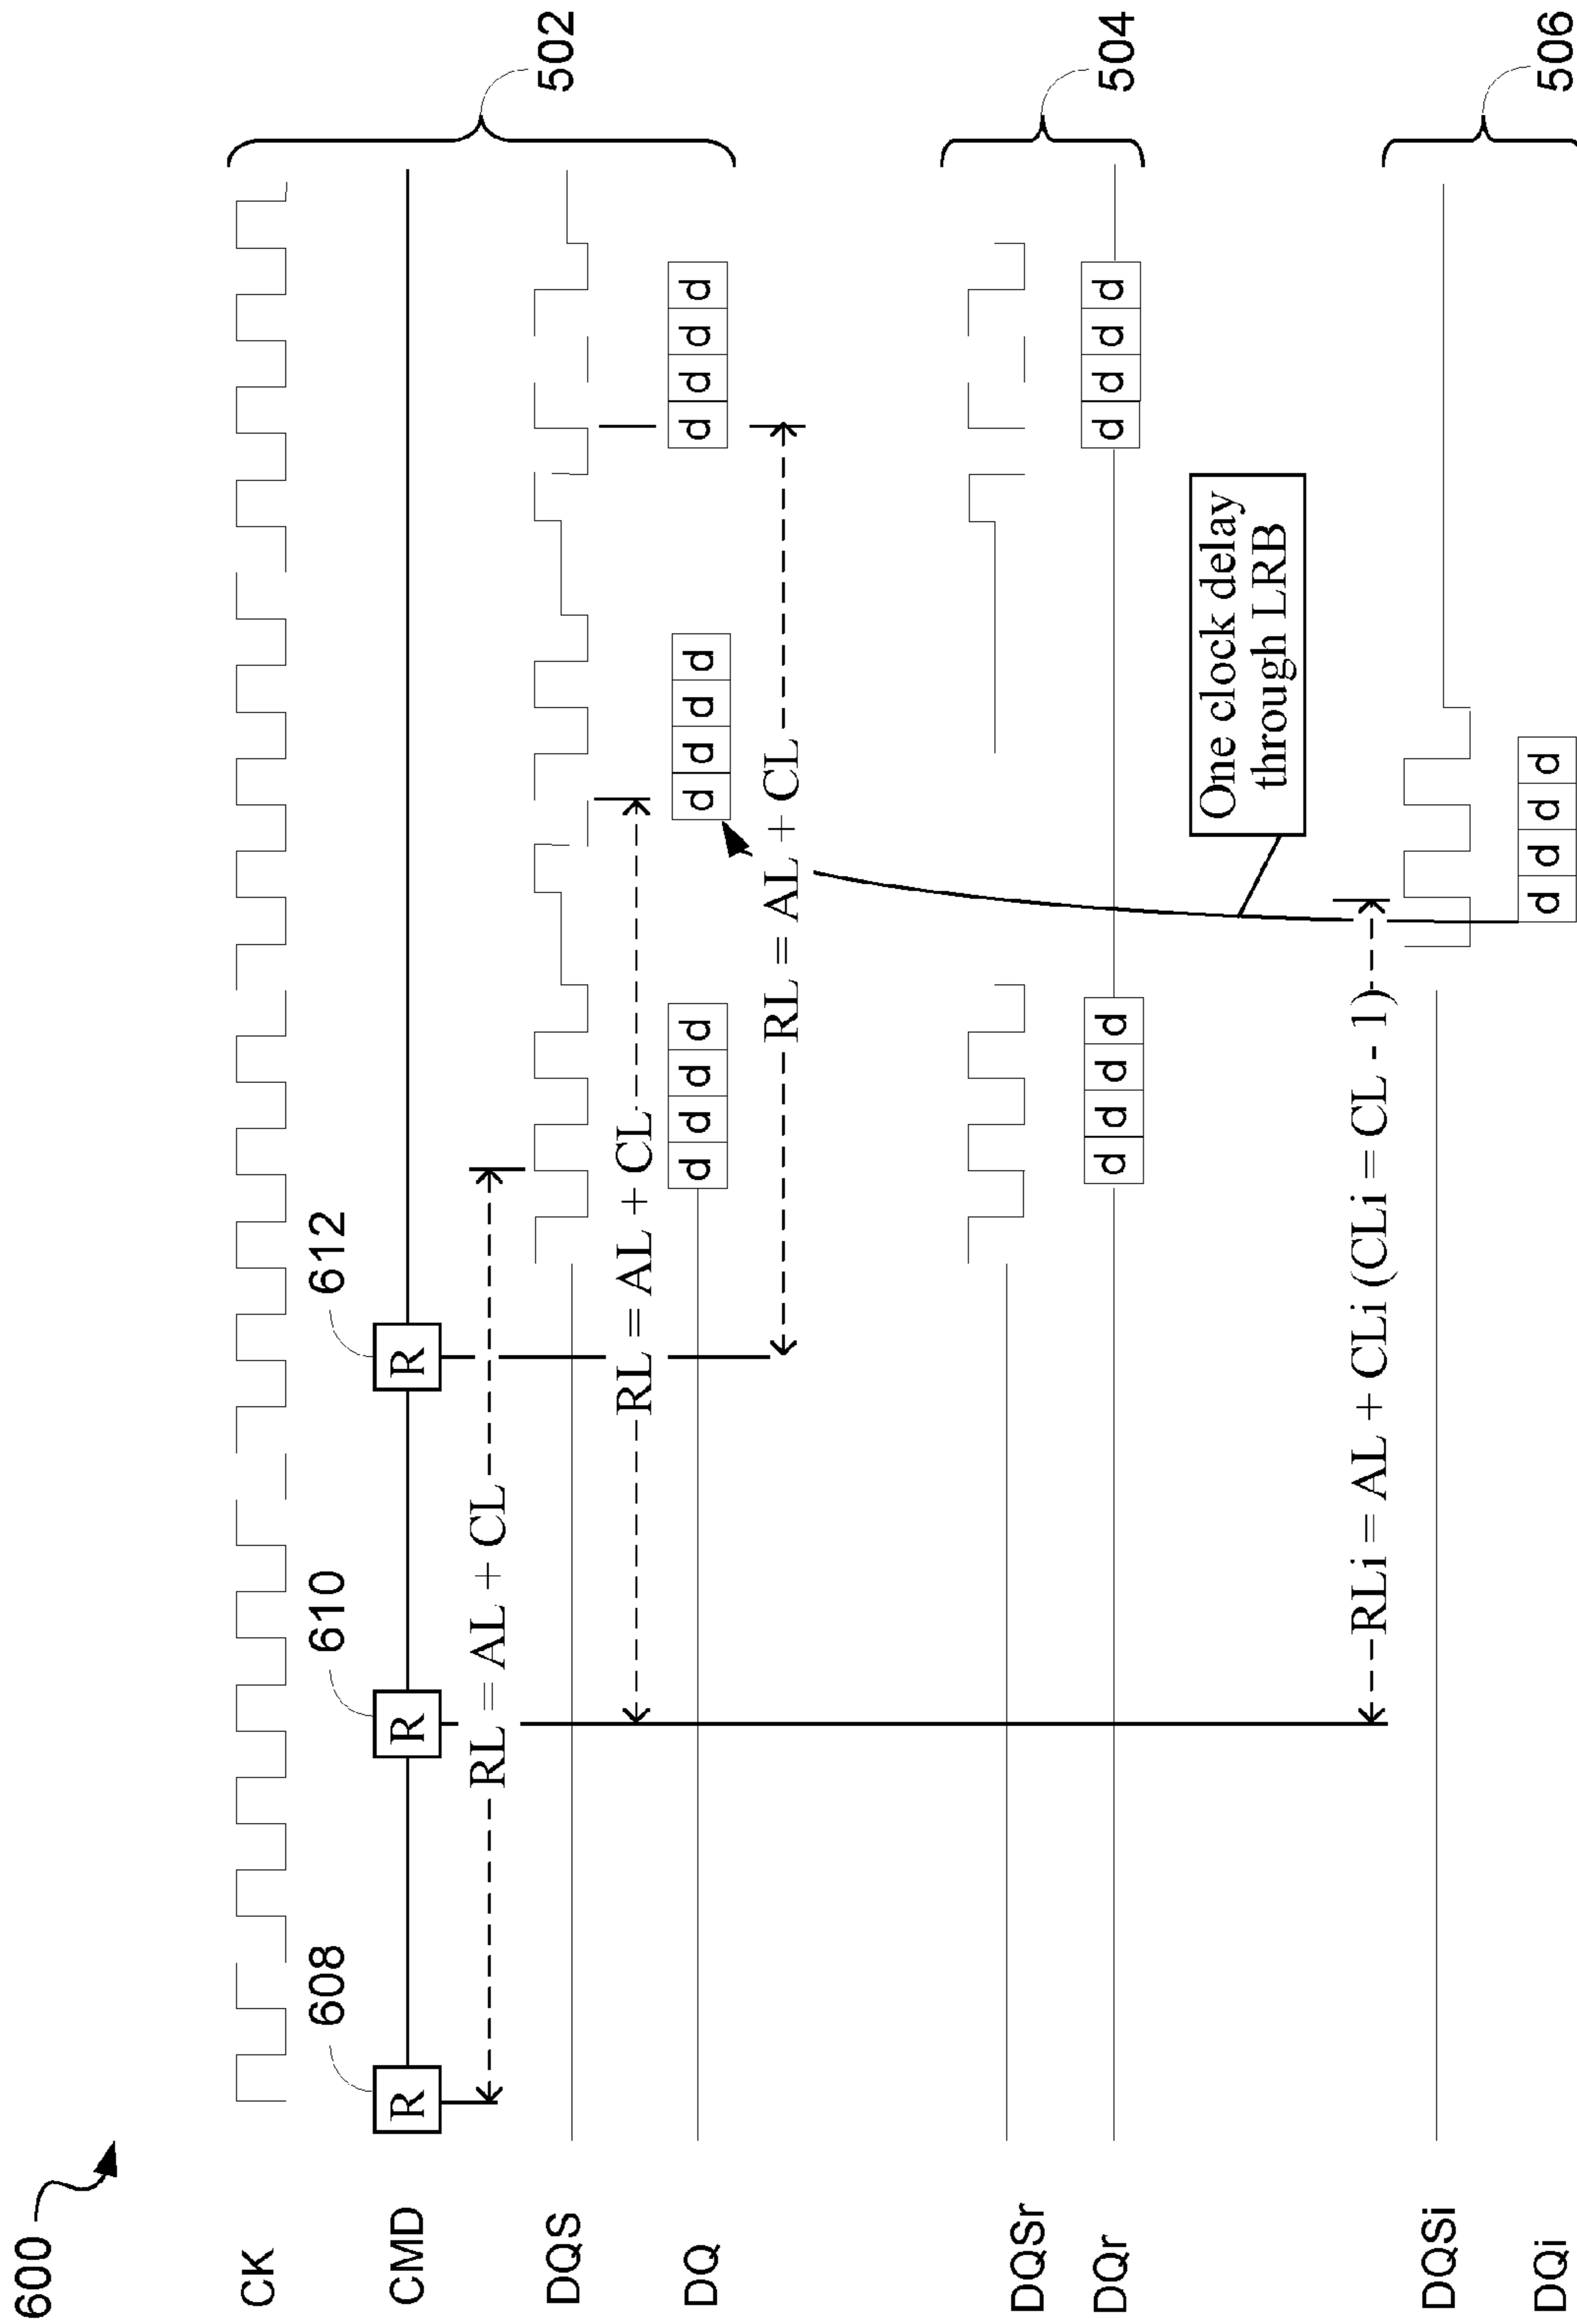 600
CK
CMD
DQS
DQ
DQSr
DQr
DQSi
DQi
608
610
612
R
R
R
RL = AL + CL
RL = AL + CL
RL = AL + CL
d d d d
d d d d
d d d d
d d d d
d d d d
One clock delay
through LRB
RLi = AL + CLi (CLi = CL - 1)
d d d d
502
504
506